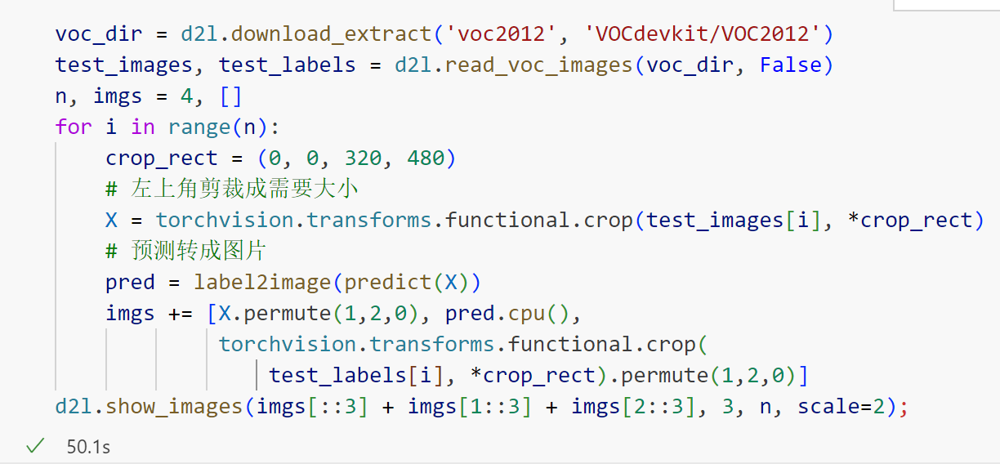 voc_dir = d2l.download_extract('voc2012', 'VOCdevkit/VOC2012')
test_images, test_labels = d2l.read_voc_images(voc_dir, False)
n, imgs = 4, []
for i in range(n):
    crop_rect = (0, 0, 320, 480)
    # 左上角剪裁成需要大小
    X = torchvision.transforms.functional.crop(test_images[i], *crop_rect)
    # 预测转成图片
    pred = label2image(predict(X))
    imgs += [X.permute(1,2,0), pred.cpu(),
             torchvision.transforms.functional.crop(
                 test_labels[i], *crop_rect).permute(1,2,0)]
d2l.show_images(imgs[::3] + imgs[1::3] + imgs[2::3], 3, n, scale=2);
50.1s